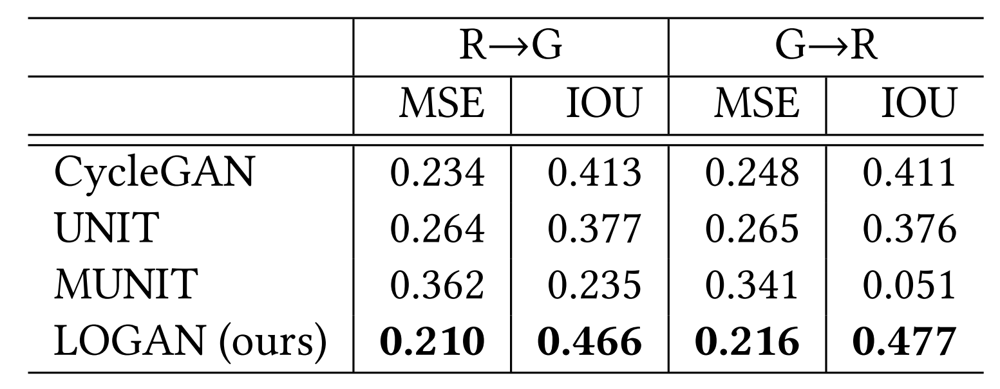 R→G G→R
MSE IOU MSE IOU
CycleGAN 0.234 0.413 0.248 0.411
UNIT 0.264 0.377 0.265 0.376
MUNIT 0.362 0.235 0.341 0.051
LOGAN (ours) 0.210 0.466 0.216 0.477